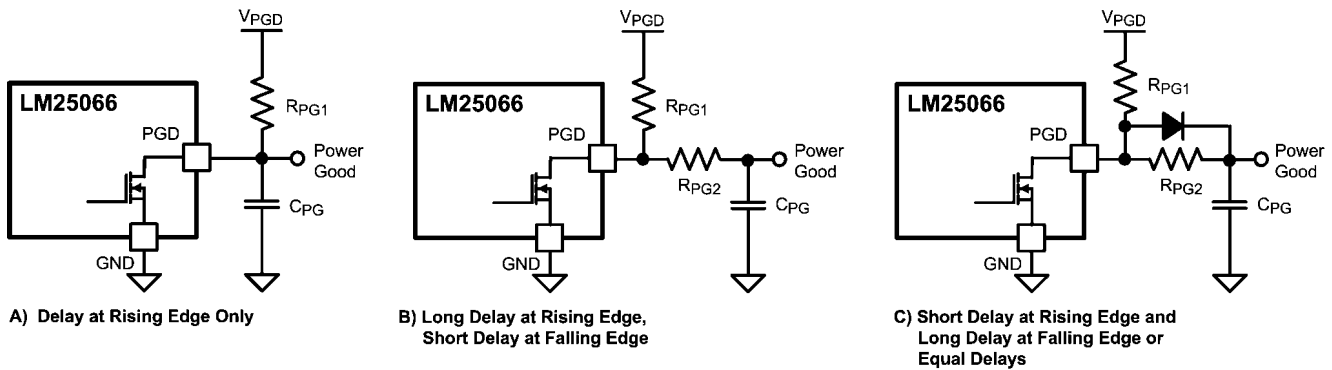 VPGD
LM25066
RPG1
PGD
Power
Good
CPG
GND
A) Delay at Rising Edge Only
VPGD
LM25066
RPG1
PGD
RPG2
Power
Good
CPG
GND
B) Long Delay at Rising Edge,
Short Delay at Falling Edge
VPGD
LM25066
RPG1
PGD
RPG2
Power
Good
CPG
GND
C) Short Delay at Rising Edge and
Long Delay at Falling Edge or
Equal Delays